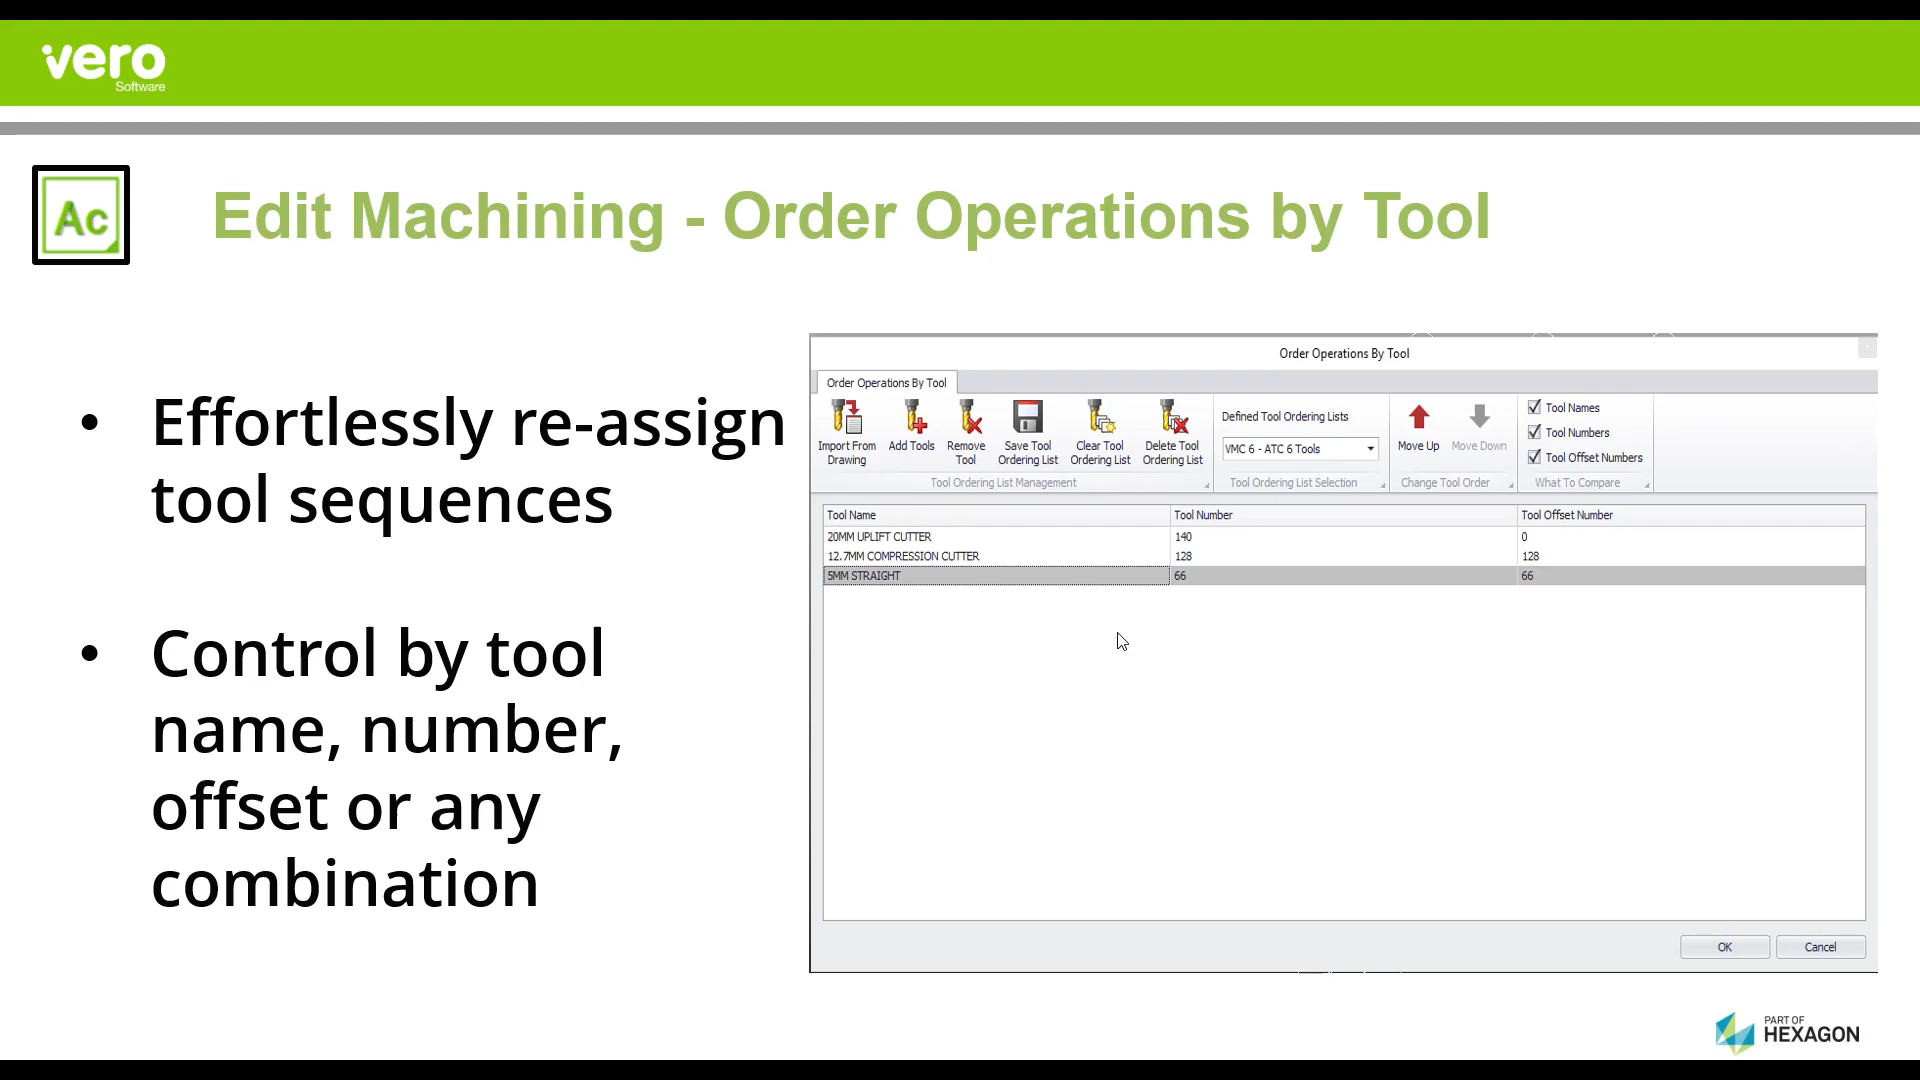 vero
Software
Ac
Edit Machining - Order Operations by Tool
• Effortlessly re-assign
tool sequences
• Control by tool
name, number,
offset or any
combination
Order Operations By Tool
Order Operations By Tool
Import From
Drawing
Add Tools
Remove
Tool
Save Tool
Ordering List
Clear Tool
Ordering List
Delete Tool
Ordering List
Tool Ordering List Management
Defined Tool Ordering Lists
VMC 6 - ATC 6 Tools
Tool Ordering List Selection
Move Up
Move Down
Change Tool Order
Tool Names
Tool Numbers
Tool Offset Numbers
What To Compare
Tool Name Tool Number Tool Offset Number
20MM UPLIFT CUTTER 140 0
12.7MM COMPRESSION CUTTER 128 128
5MM STRAIGHT 66 66
OK Cancel
PART OF
HEXAGON